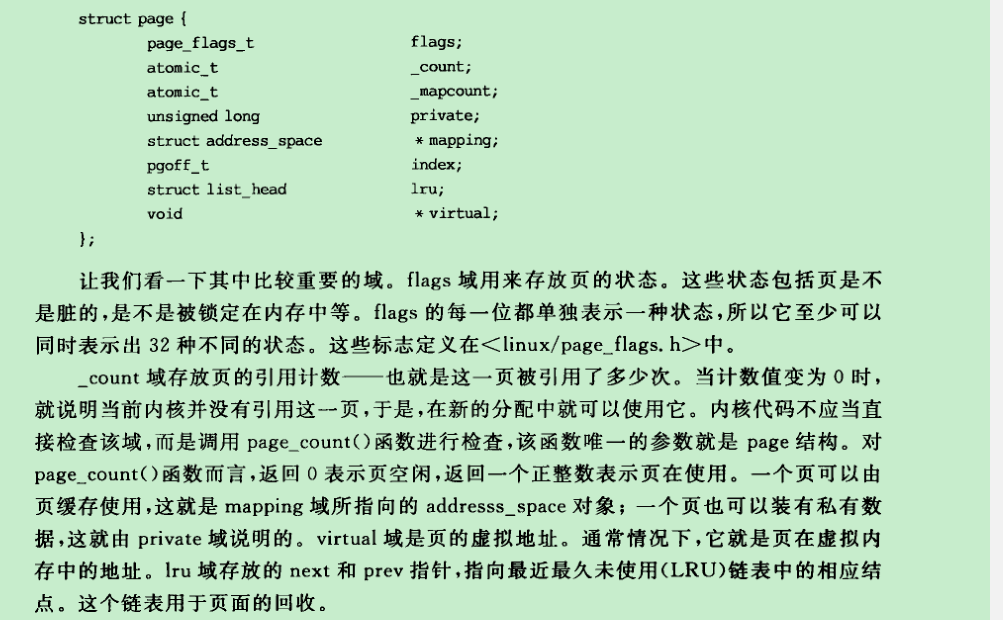 struct page {
page_flags_t flags;
atomic_t _count;
atomic_t _mapcount;
unsigned long private;
struct address_space * mapping;
pgoff_t index;
struct list_head lru;
void * virtual;
};
让我们看一下其中比较重要的域。flags 域用来存放页的状态。这些状态包括页是不
是脏的,是不是被锁定在内存中等。flags 的每一位都单独表示一种状态,所以它至少可以
同时表示出 32 种不同的状态。这些标志定义在<linux/page_flags. h>中。
_count 域存放页的引用计数——也就是这一页被引用了多少次。当计数值变为 0 时,
就说明当前内核并没有引用这一页,于是,在新的分配中就可以使用它。内核代码不应当直
接检查该域,而是调用 page_count()函数进行检查,该函数唯一的参数就是 page 结构。对
page_count()函数而言,返回 0 表示页空闲,返回一个正整数表示页在使用。一个页可以由
页缓存使用,这就是 mapping 域所指向的 addresss_space 对象；一个页也可以装有私有数
据,这就由 private 域说明的。virtual 域是页的虚拟地址。通常情况下,它就是页在虚拟内
存中的地址。lru 域存放的 next 和 prev 指针,指向最近最久未使用(LRU)链表中的相应结
点。这个链表用于页面的回收。